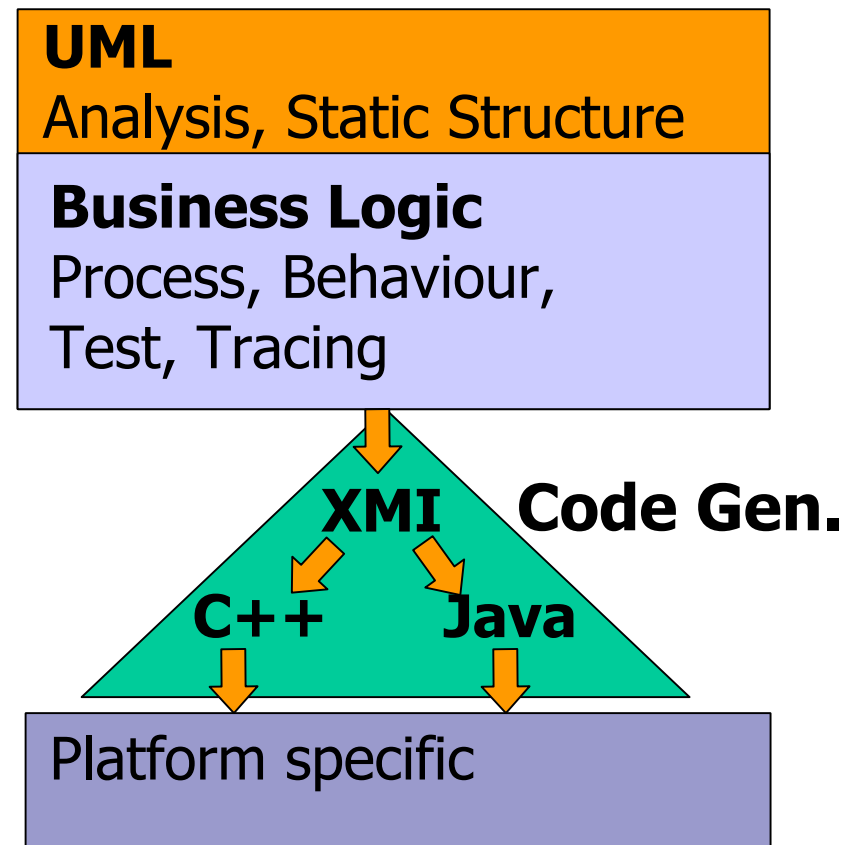 UML
Analysis, Static Structure
Business Logic
Process, Behaviour,
Test, Tracing
XMI
Code Gen.
C++
Java
Platform specific